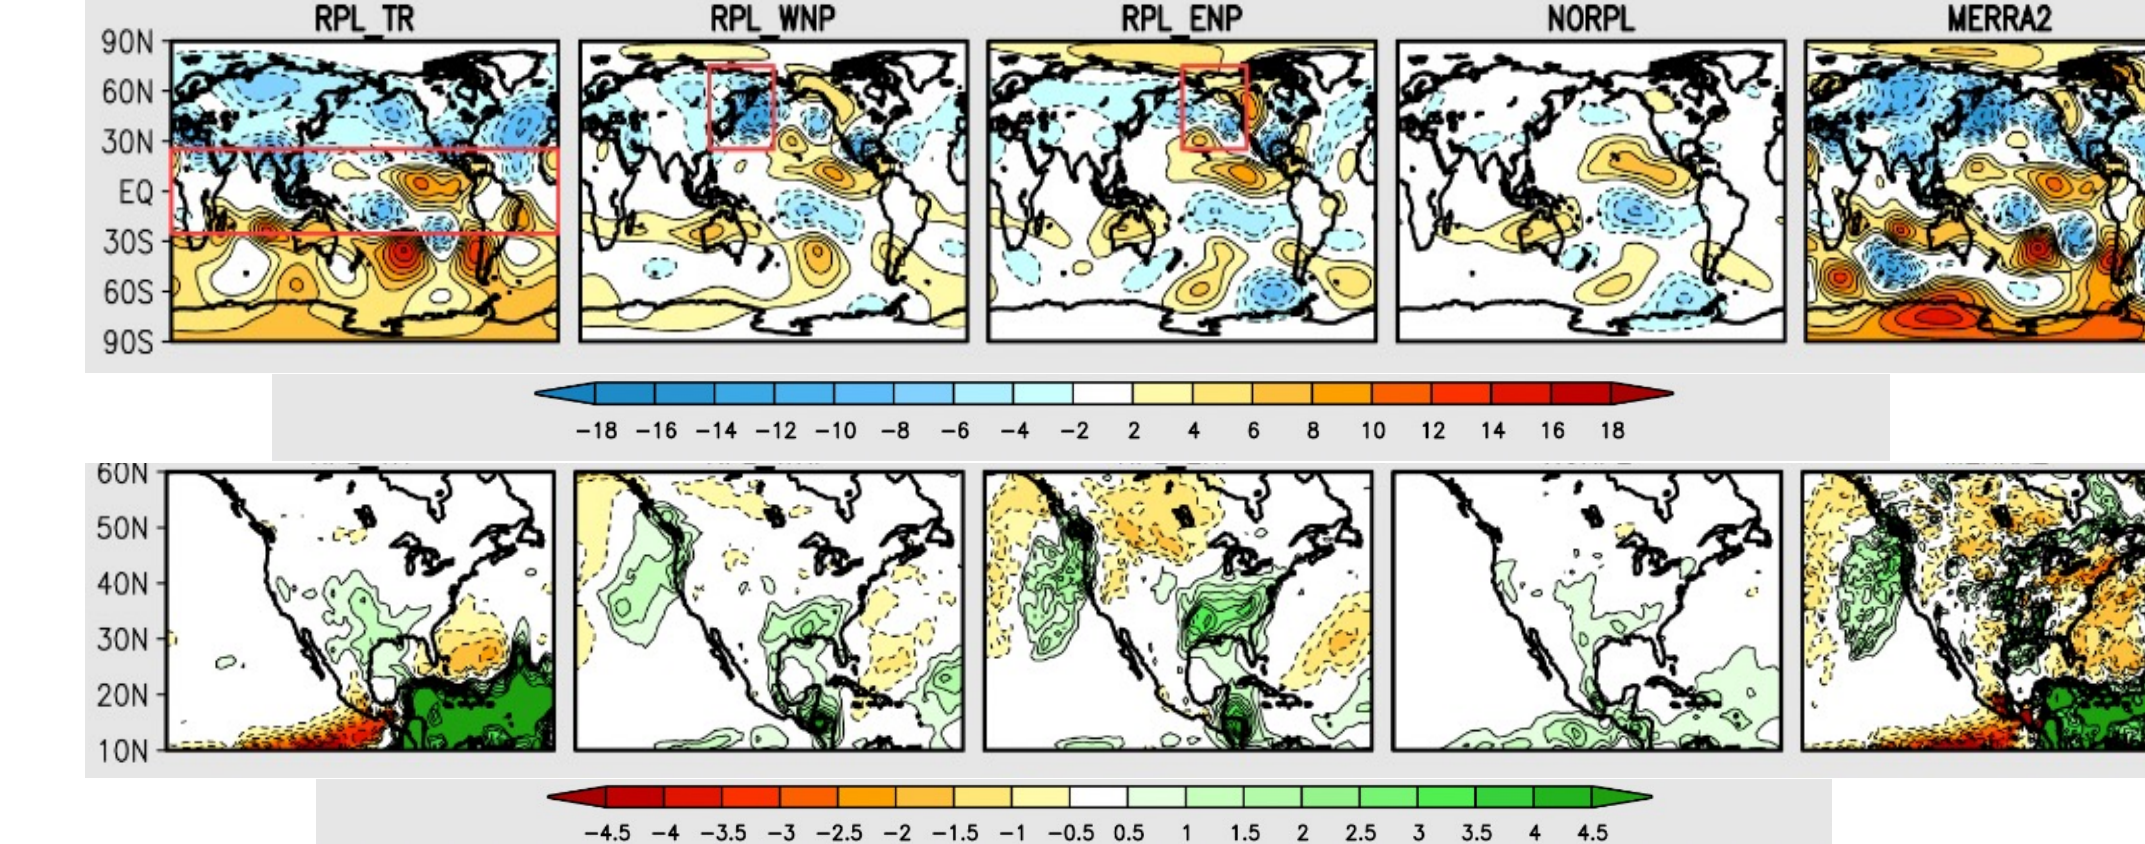 RPL_TR RPL_WNP RPL_ENP NORPL MERRA2
90N
60N
30N
EQ
30S
60S
90S
−18 −16 −14 −12 −10 −8 −6 −4 −2 2 4 6 8 10 12 14 16 18
60N
50N
40N
30N
20N
10N
−4.5 −4 −3.5 −3 −2.5 −2 −1.5 −1 −0.5 0.5 1 1.5 2 2.5 3 3.5 4 4.5